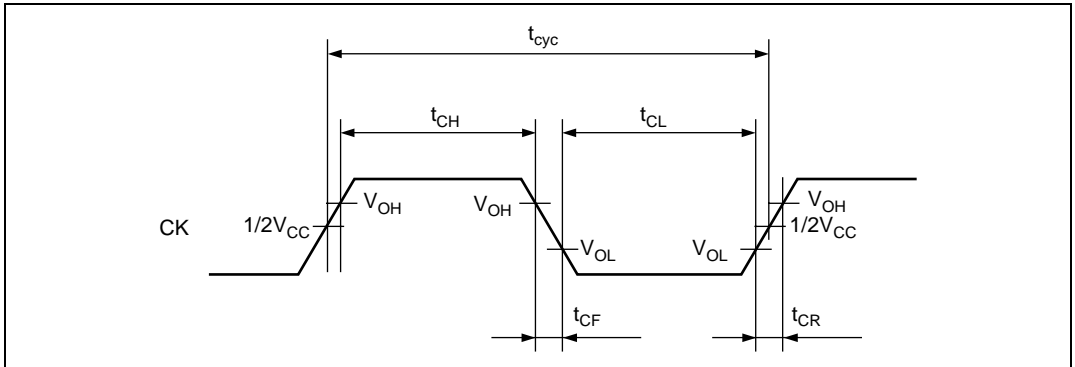 tcyc
tCH
tCL
VOH
VOH
VOH
CK
1/2VCC
1/2VCC
VOL
VOL
tCF
tCR